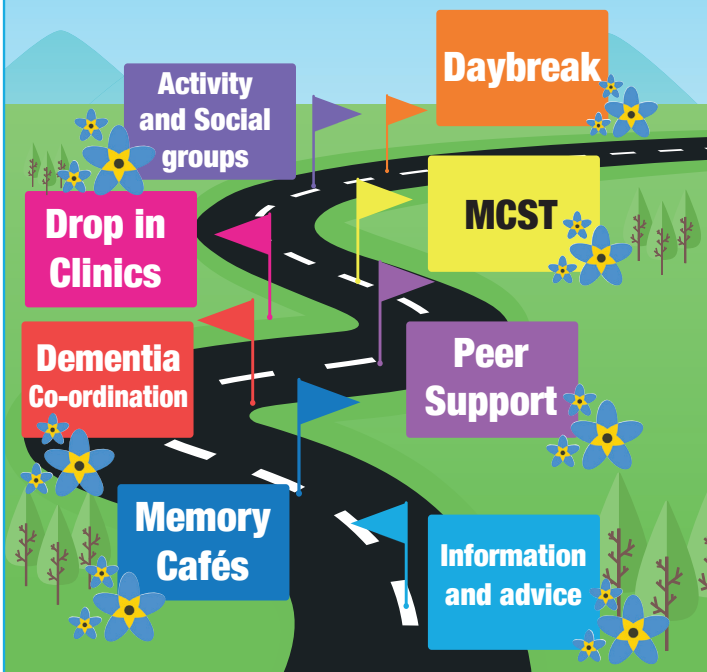 Activity
and Social
groups
Daybreak
Drop in
Clinics
MCST
Dementia
Co-ordination
Peer
Support
Memory
Cafés
Information
and advice